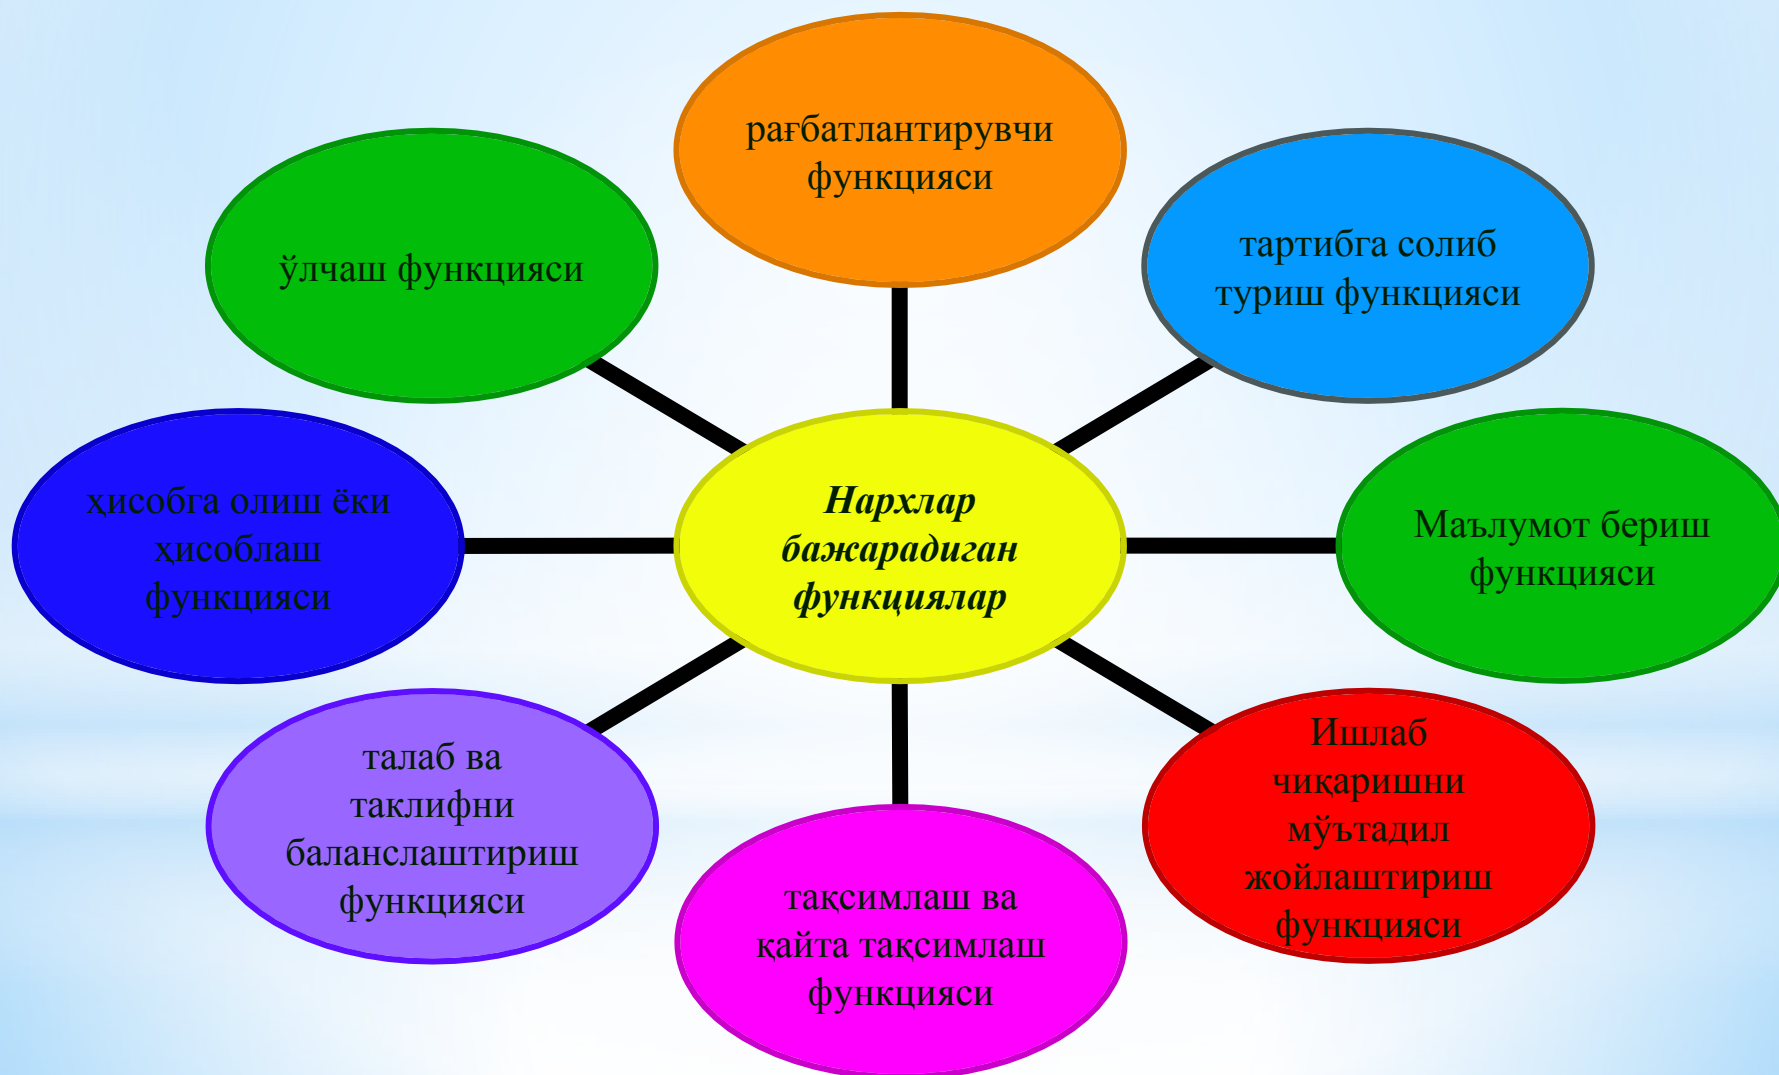 рағбатлантирувчи
функцияси
ўлчаш функцияси
тартибга солиб
туриш функцияси
ҳисобга олиш ёки
ҳисоблаш
функцияси
Нархлар
бажарадиган
функциялар
Маълумот бериш
функцияси
талаб ва
таклифни
баланслаштириш
функцияси
тақсимлаш ва
қайта тақсимлаш
функцияси
Ишлаб
чиқаришни
мўътадил
жойлаштириш
функцияси